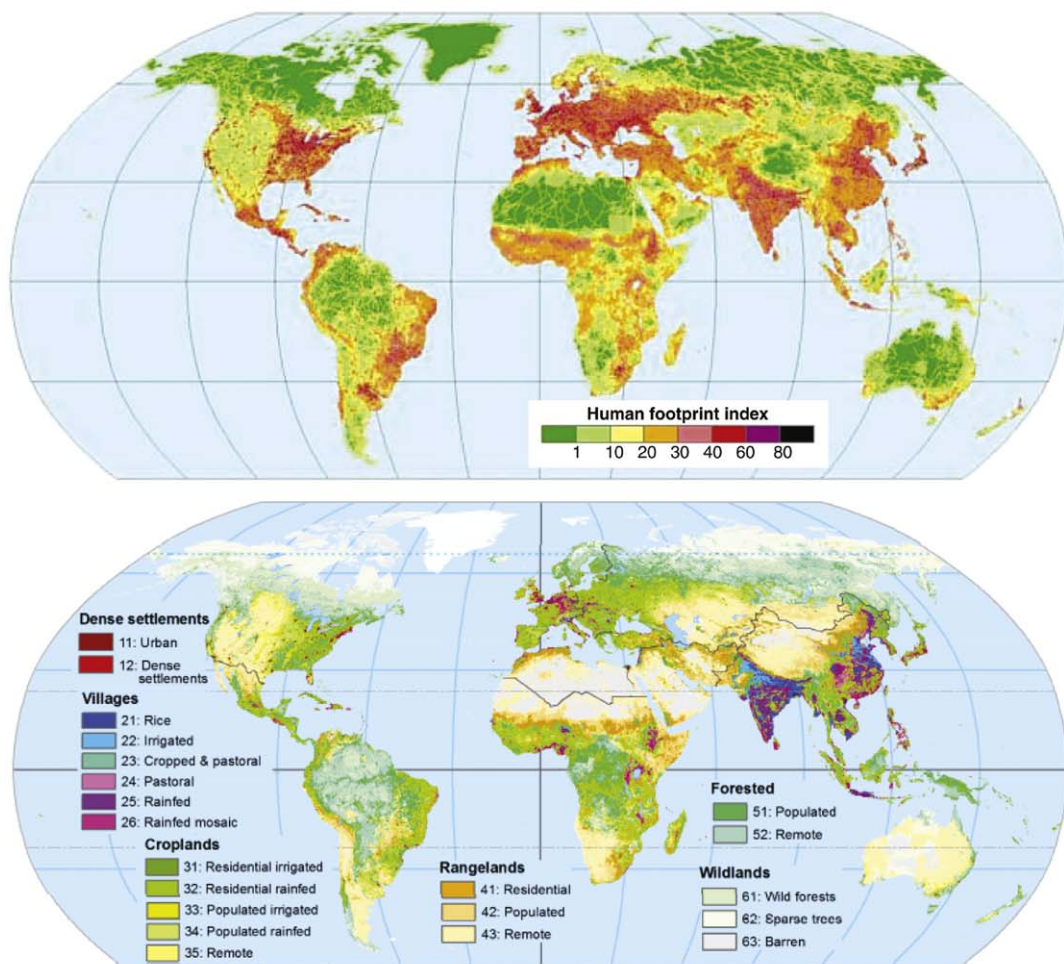 Human footprint index
1 10 20 30 40 60 80
Dense settlements
11: Urban
12: Dense
settlements
Villages
21: Rice
22: Irrigated
23: Cropped & pastoral
24: Pastoral
25: Rainfed
26: Rainfed mosaic
Croplands
31: Residential irrigated
32: Residential rainfed
33: Populated irrigated
34: Populated rainfed
35: Remote
Rangelands
41: Residential
42: Populated
43: Remote
Forested
51: Populated
52: Remote
Wildlands
61: Wild forests
62: Sparse trees
63: Barren